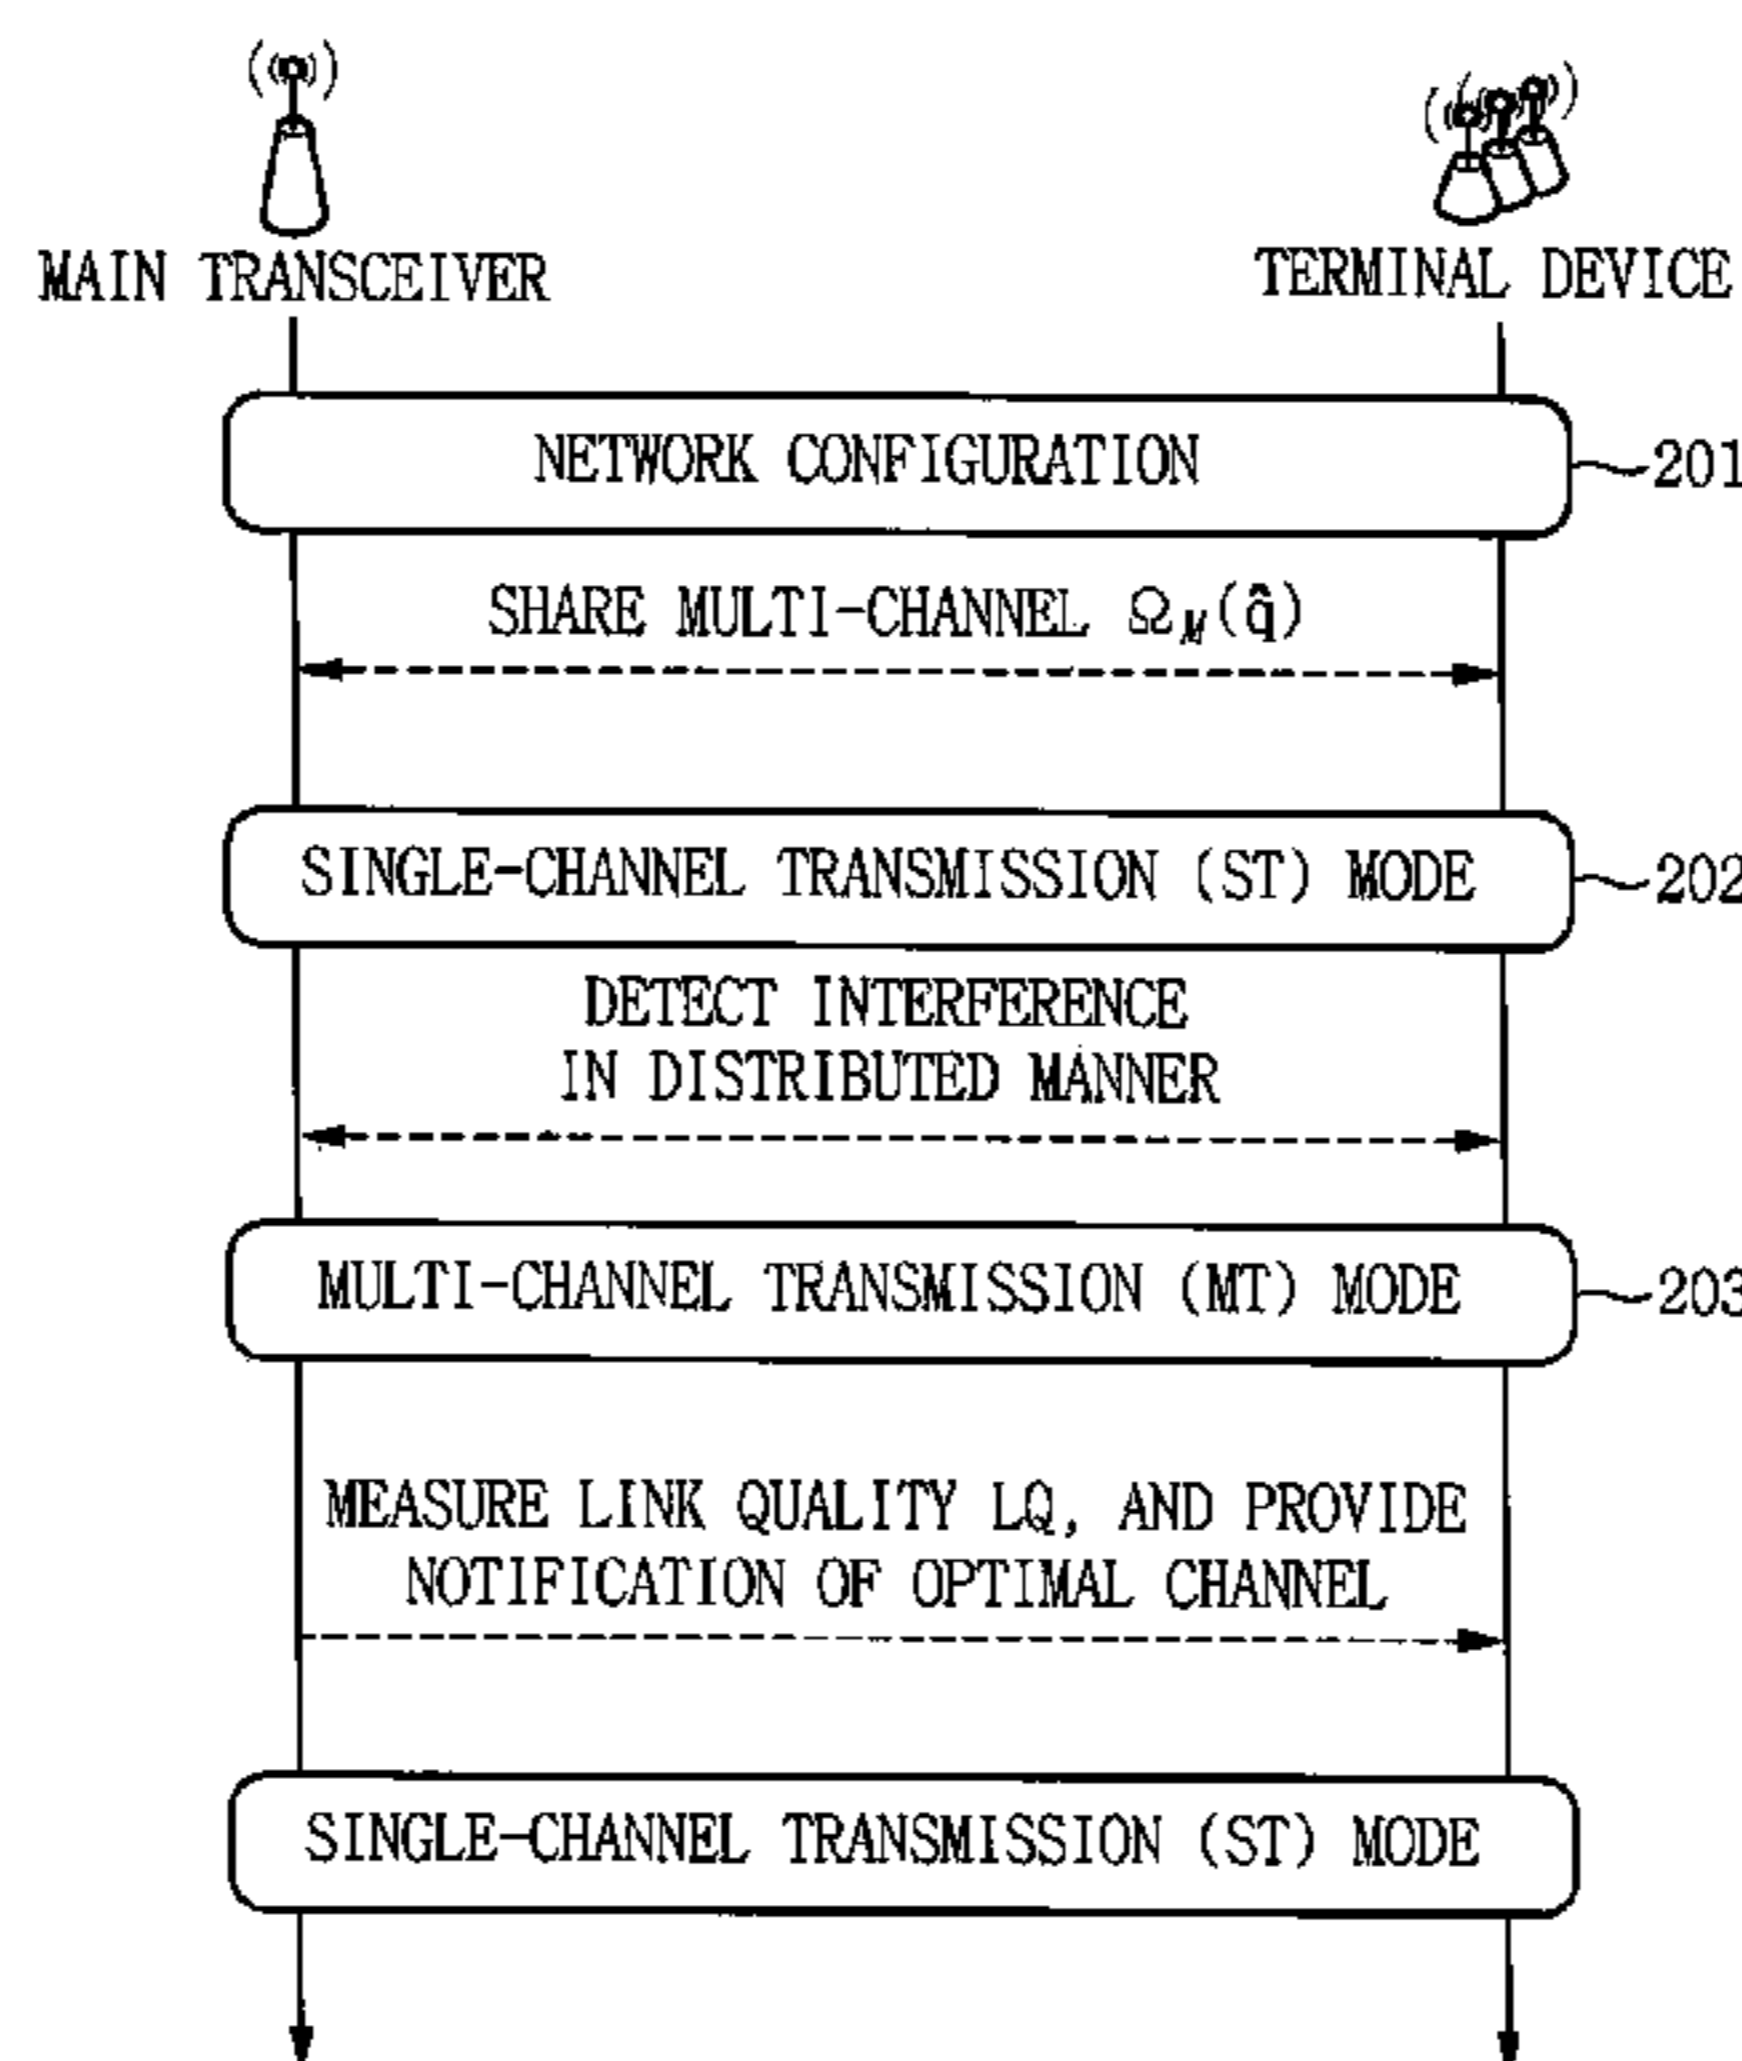 MAIN TRANSCEIVER
TERMINAL DEVICE
NETWORK CONFIGURATION
201
SHARE MULTI-CHANNEL Ω_M(q̂)
SINGLE-CHANNEL TRANSMISSION (ST) MODE
202
DETECT INTERFERENCE
IN DISTRIBUTED MANNER
MULTI-CHANNEL TRANSMISSION (MT) MODE
203
MEASURE LINK QUALITY LQ, AND PROVIDE
NOTIFICATION OF OPTIMAL CHANNEL
SINGLE-CHANNEL TRANSMISSION (ST) MODE